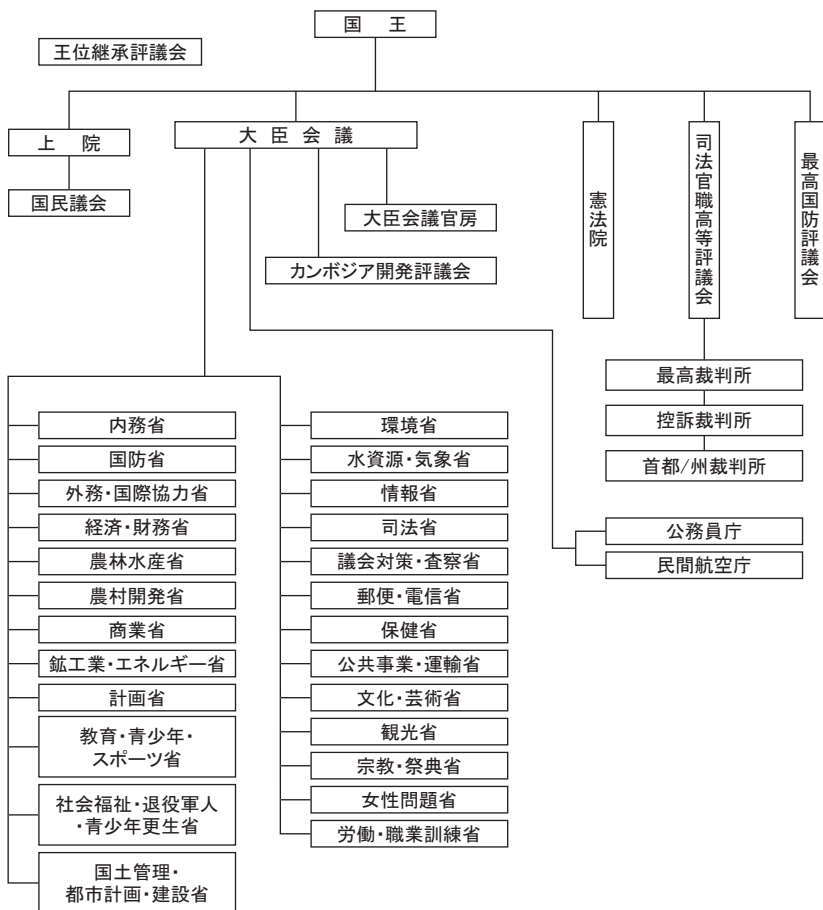 国　王
王位継承評議会
上　院
国民議会
大 臣 会 議
大臣会議官房
カンボジア開発評議会
憲法院
司法官職高等評議会
最高国防評議会
最高裁判所
控訴裁判所
首都/州裁判所
公務員庁
民間航空庁
内務省
国防省
外務・国際協力省
経済・財務省
農林水産省
農村開発省
商業省
鉱工業・エネルギー省
計画省
教育・青少年・
スポーツ省
社会福祉・退役軍人
・青少年更生省
国土管理・
都市計画・建設省
環境省
水資源・気象省
情報省
司法省
議会対策・査察省
郵便・電信省
保健省
公共事業・運輸省
文化・芸術省
観光省
宗教・祭典省
女性問題省
労働・職業訓練省